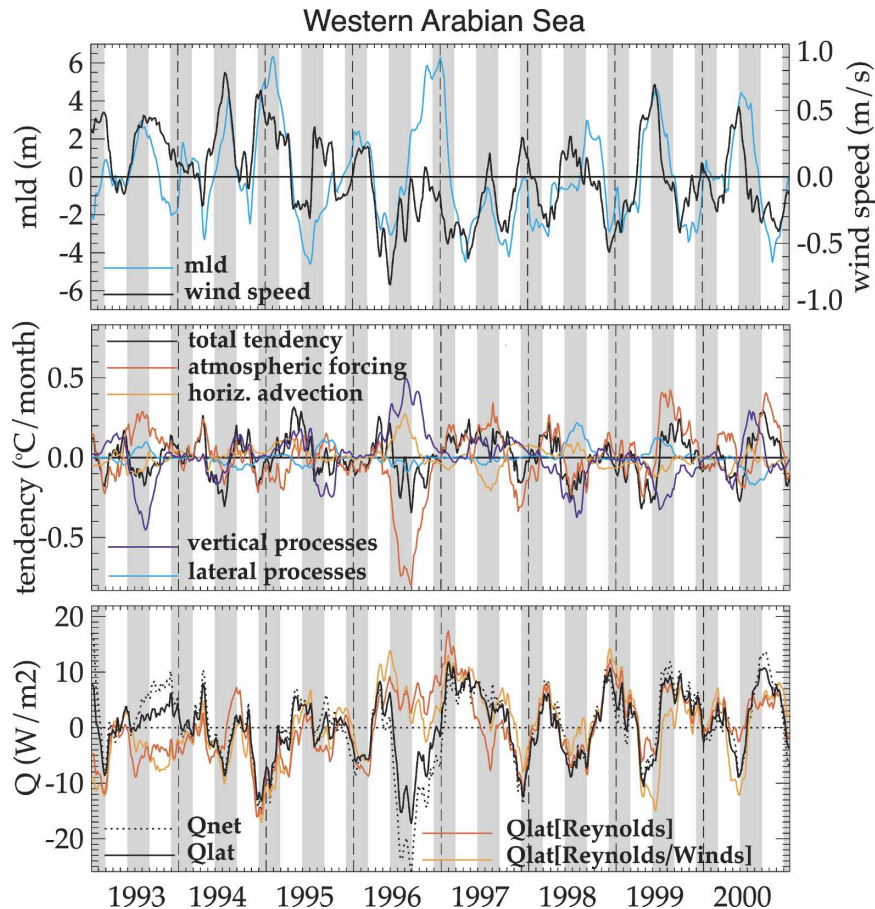 Western Arabian Sea
6
4
2
0
-2
-4
-6
mld (m)
1.0
0.5
0.0
-0.5
-1.0
wind speed (m/s)
mld
wind speed
total tendency
atmospheric forcing
horiz. advection
0.5
0.0
-0.5
tendency (°C/month)
vertical processes
lateral processes
20
10
0
-10
-20
Q (W/m2)
Qnet
Qlat
Qlat[Reynolds]
Qlat[Reynolds/Winds]
1993 1994 1995 1996 1997 1998 1999 2000